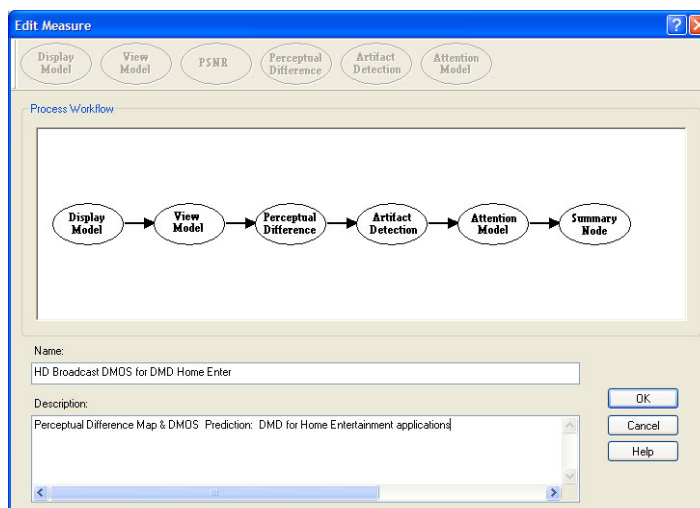 Edit Measure
?
Display
Model
View
Model
PSNR
Perceptual
Difference
Artifact
Detection
Attention
Model
Process Workflow
Display
Model
View
Model
Perceptual
Difference
Artifact
Detection
Attention
Model
Summary
Node
Name:
HD Broadcast DMOS for DMD Home Enter
Description:
Perceptual Difference Map & DMOS  Prediction:  DMD for Home Entertainment applications
OK
Cancel
Help